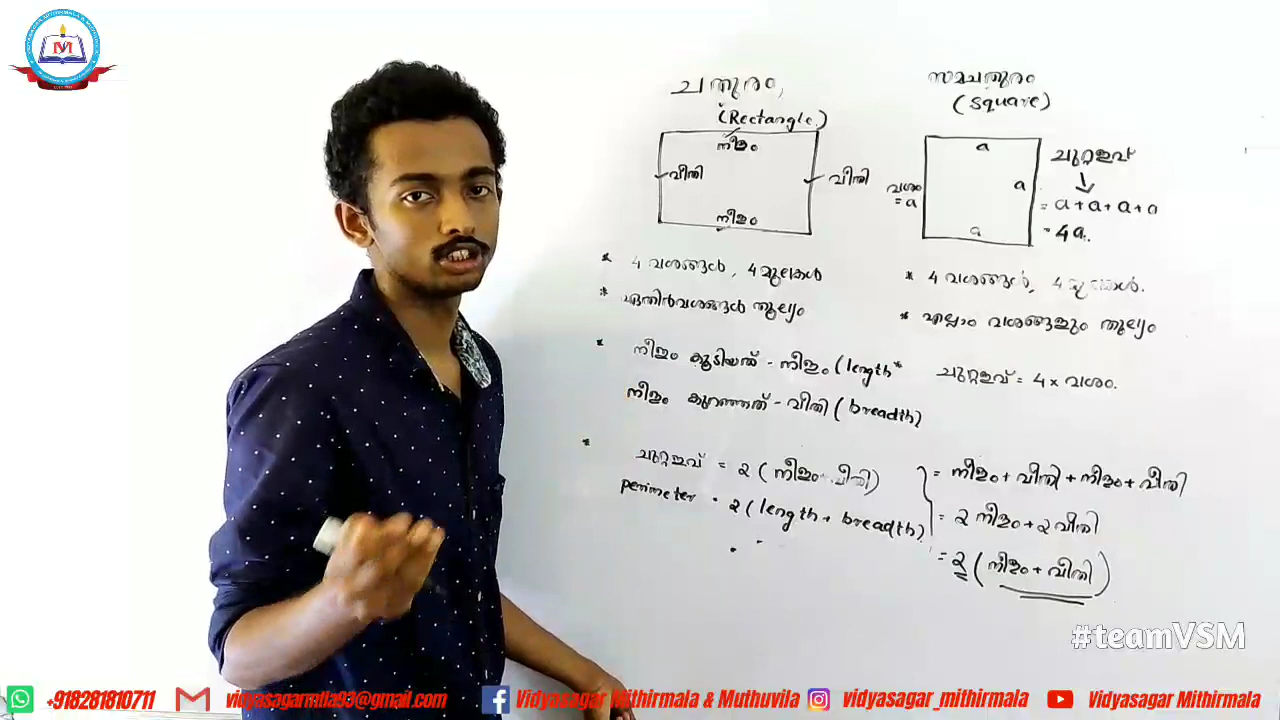 ചതുരം,
(Rectangle)
നീളം
വീതി
വീതി
നീളം
* 4 വശങ്ങൾ, 4 മൂലകൾ
* എതിർവശങ്ങൾ തുല്യം
* നീളം കൂടിയത് - നീളം (length
നീളം കുറഞ്ഞത് - വീതി (breadth)
* ചുറ്റളവ് = 2 (നീളം വീതി)
perimeter = 2 (length + breadth)
= നീളം + വീതി + നീളം + വീതി
= 2 നീളം + 2 വീതി
= 2 (നീളം + വീതി)
സമചതുരം
(square)
a
വശം
= a
a
a
ചുറ്റളവ്
↓
= a + a + a + a
= 4a.
* 4 വശങ്ങൾ, 4
* എല്ലാം വശങ്ങളും തുല്യം
* ചുറ്റളവ് = 4 x വശം.
#teamVSM
+918281810711
vidyasagarmlla93@gmail.com
Vidyasagar Mithirmala & Muthuvila
vidyasagar_mithirmala
Vidyasagar Mithirmala